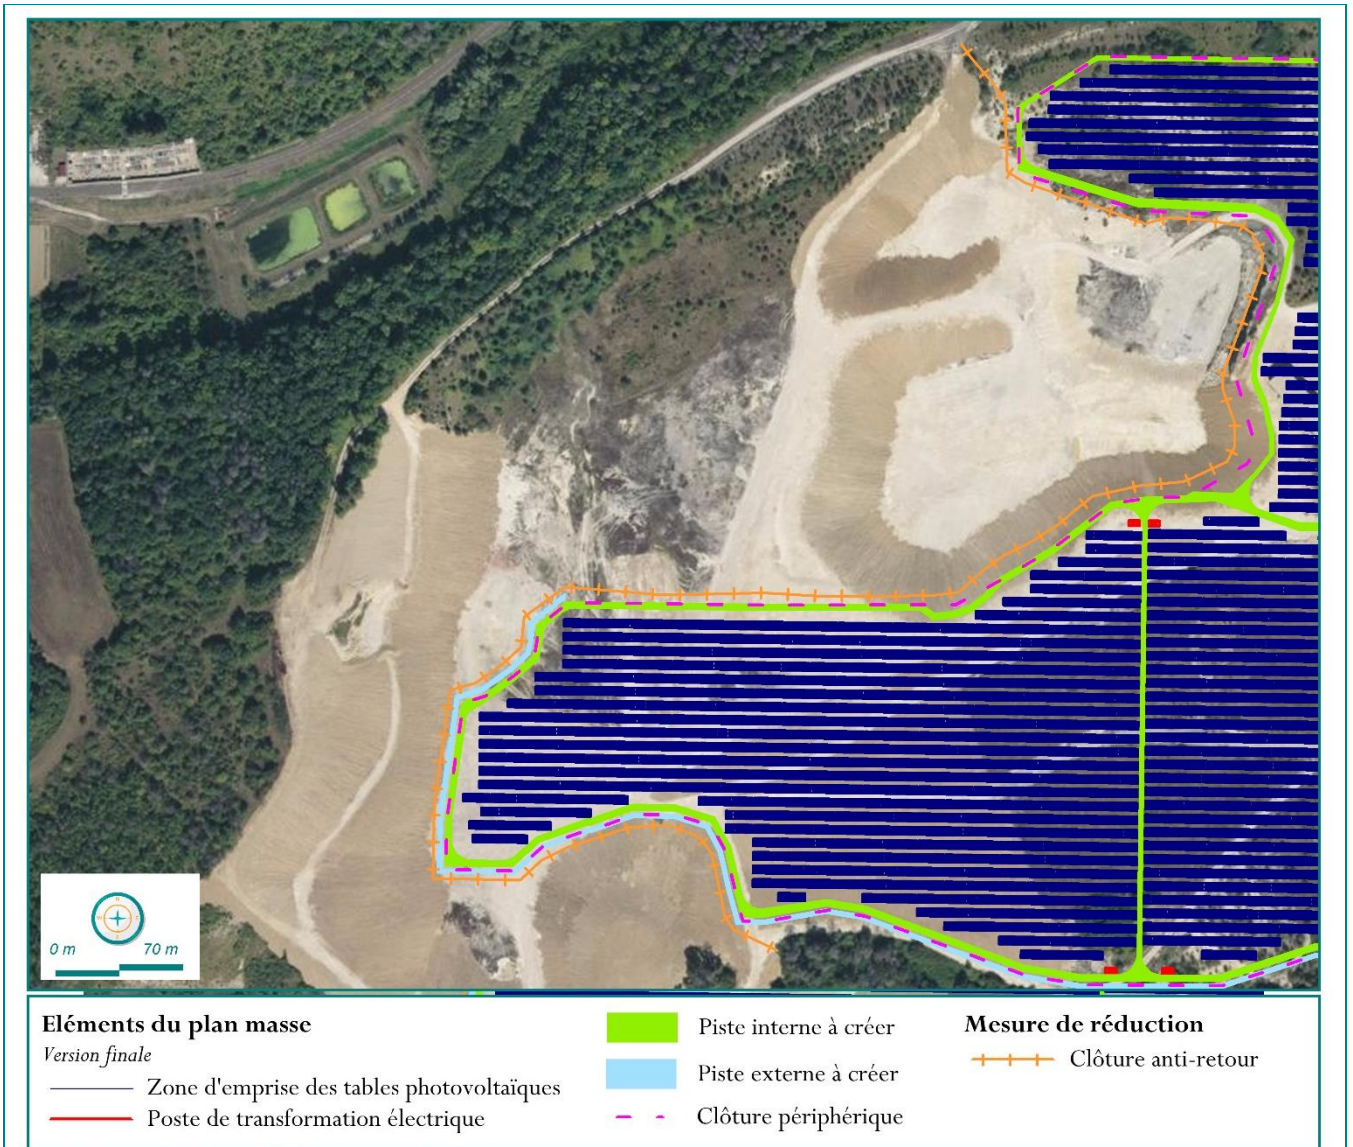 0 m 70 m
Eléments du plan masse
Version finale
Zone d'emprise des tables photovoltaïques
Poste de transformation électrique
Piste interne à créer
Piste externe à créer
Clôture périphérique
Mesure de réduction
Clôture anti-retour